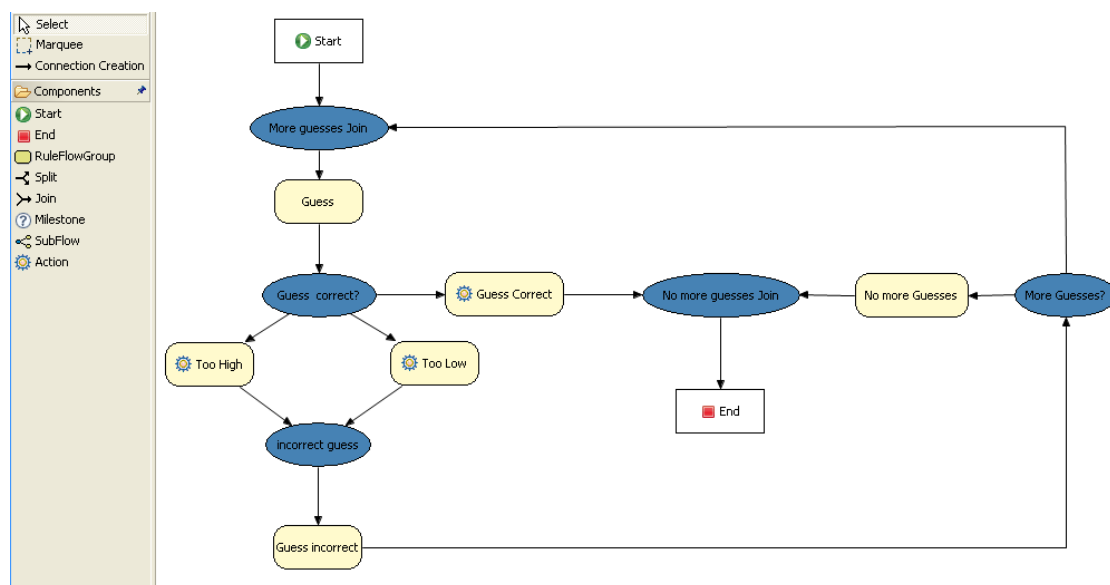 Select
Marquee
Connection Creation
Components
Start
End
RuleFlowGroup
Split
Join
Milestone
SubFlow
Action
Start
More guesses Join
Guess
Guess correct?
Guess Correct
No more guesses Join
No more Guesses
More Guesses?
Too High
Too Low
End
incorrect guess
Guess incorrect